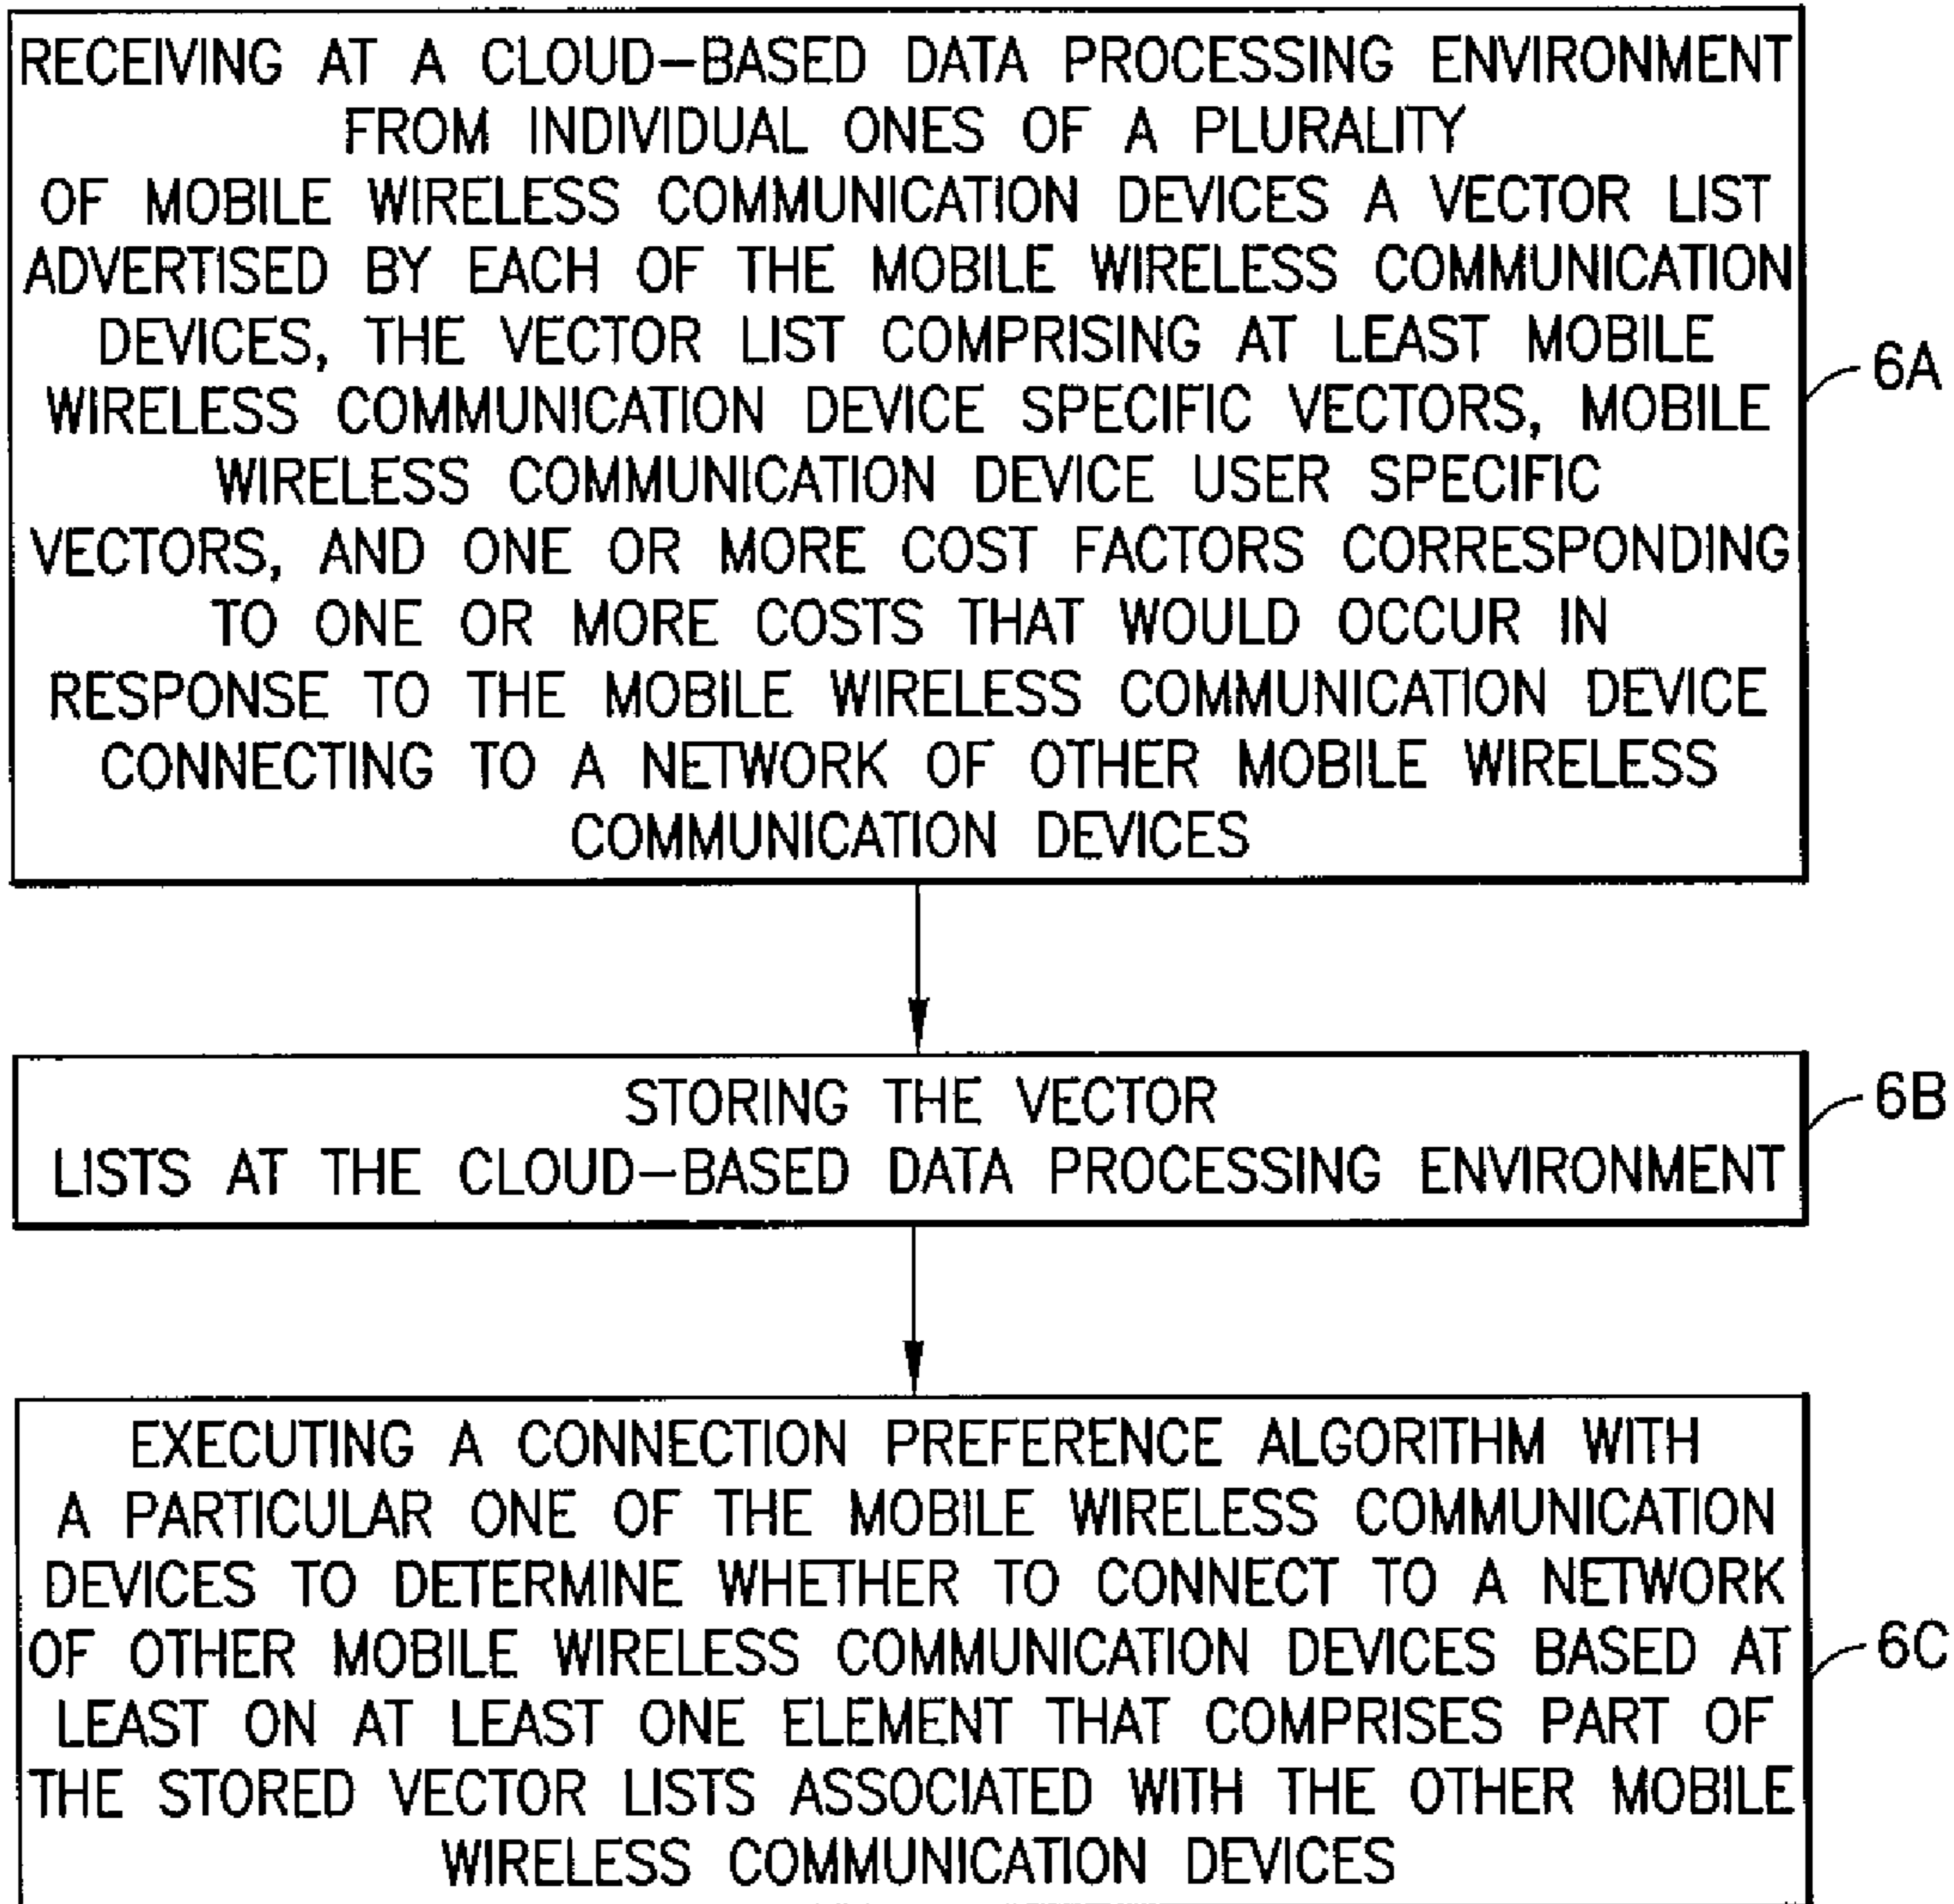 RECEIVING AT A CLOUD-BASED DATA PROCESSING ENVIRONMENT
FROM INDIVIDUAL ONES OF A PLURALITY
OF MOBILE WIRELESS COMMUNICATION DEVICES A VECTOR LIST
ADVERTISED BY EACH OF THE MOBILE WIRELESS COMMUNICATION
DEVICES, THE VECTOR LIST COMPRISING AT LEAST MOBILE
WIRELESS COMMUNICATION DEVICE SPECIFIC VECTORS, MOBILE
WIRELESS COMMUNICATION DEVICE USER SPECIFIC
VECTORS, AND ONE OR MORE COST FACTORS CORRESPONDING
TO ONE OR MORE COSTS THAT WOULD OCCUR IN
RESPONSE TO THE MOBILE WIRELESS COMMUNICATION DEVICE
CONNECTING TO A NETWORK OF OTHER MOBILE WIRELESS
COMMUNICATION DEVICES
6A
STORING THE VECTOR
LISTS AT THE CLOUD-BASED DATA PROCESSING ENVIRONMENT
6B
EXECUTING A CONNECTION PREFERENCE ALGORITHM WITH
A PARTICULAR ONE OF THE MOBILE WIRELESS COMMUNICATION
DEVICES TO DETERMINE WHETHER TO CONNECT TO A NETWORK
OF OTHER MOBILE WIRELESS COMMUNICATION DEVICES BASED AT
LEAST ON AT LEAST ONE ELEMENT THAT COMPRISES PART OF
THE STORED VECTOR LISTS ASSOCIATED WITH THE OTHER MOBILE
WIRELESS COMMUNICATION DEVICES
6C